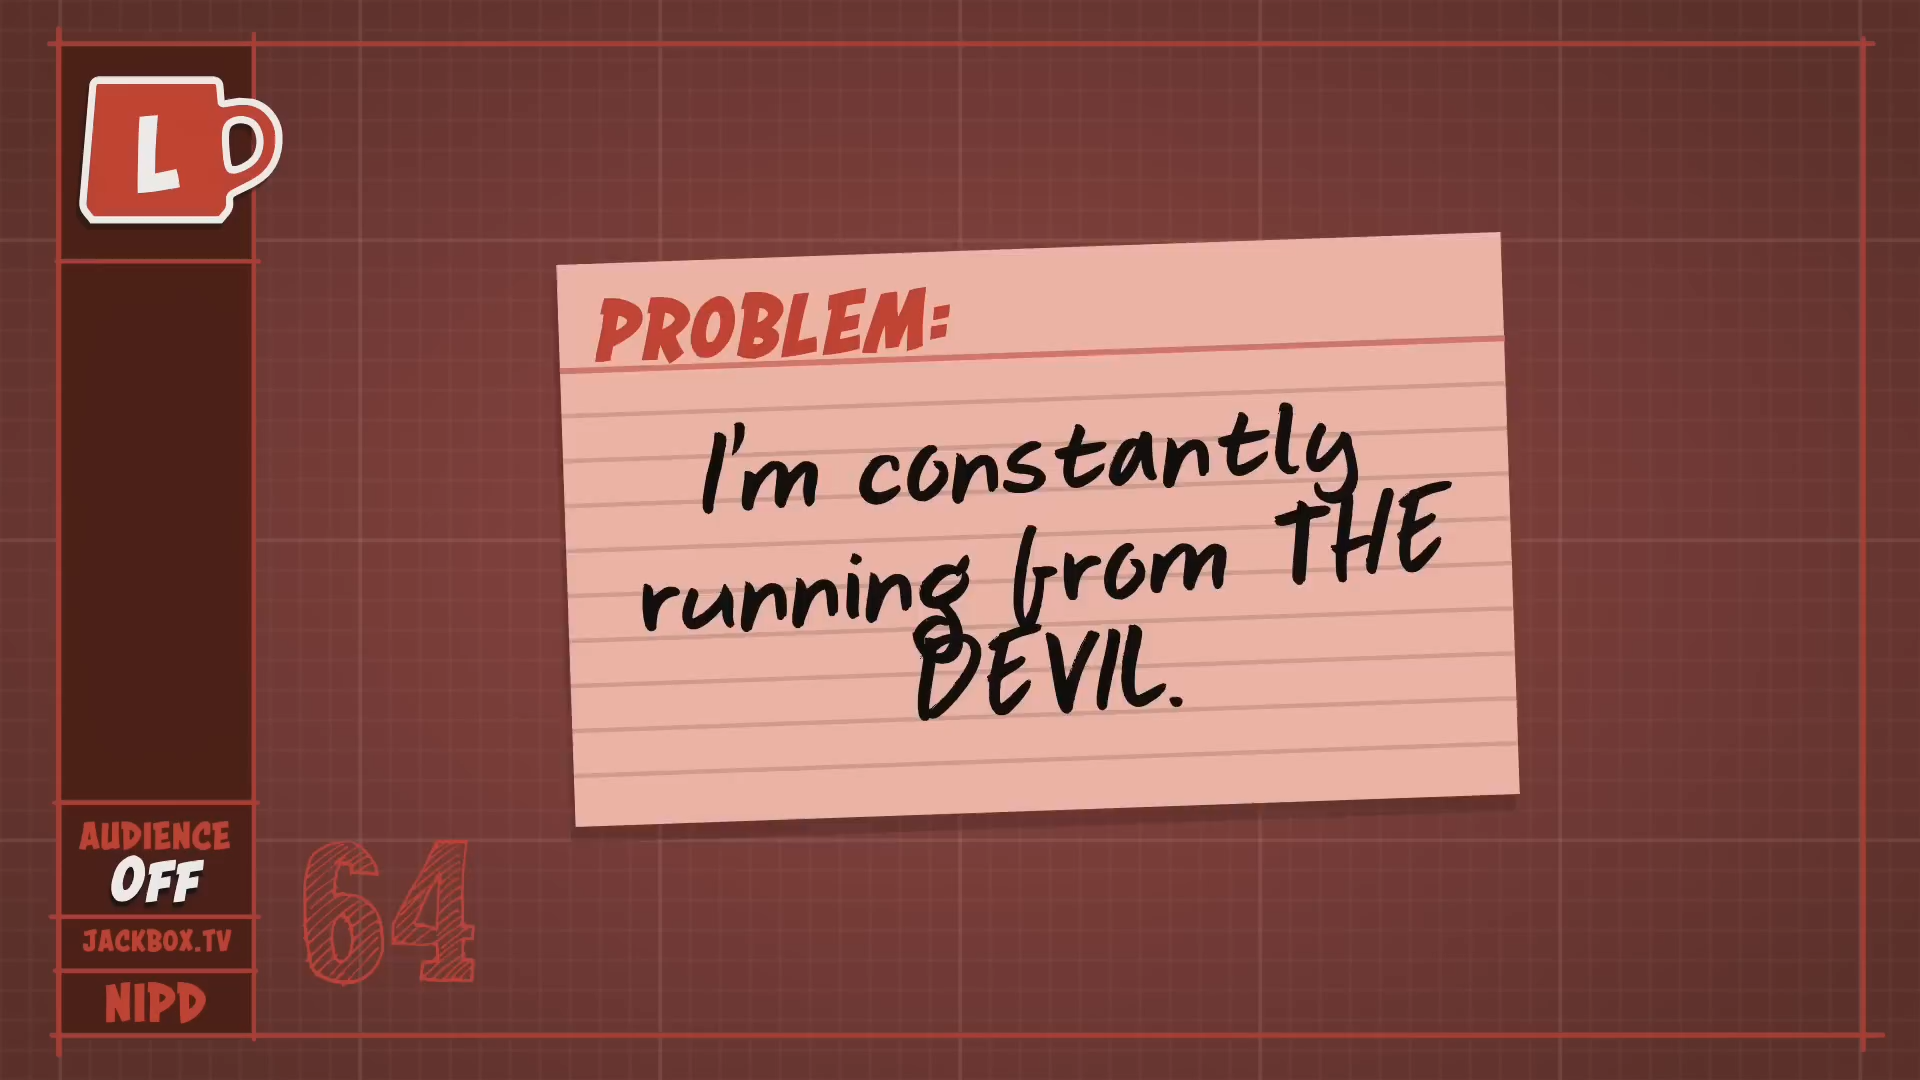 L
PROBLEM:
I'm constantly
running from THE
DEVIL.
AUDIENCE
OFF
JACKBOX.TV
NIPD
64